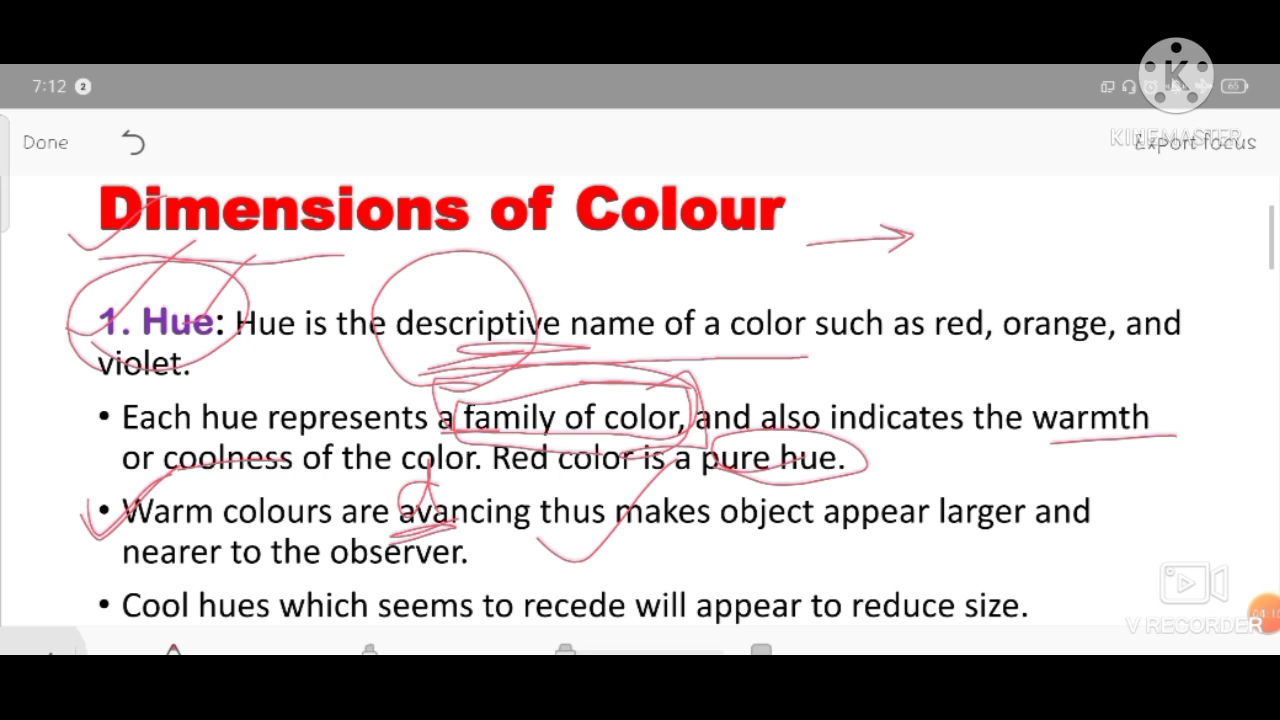 7:12 2 65
K
KINEMASTER
Done Export focus
Dimensions of Colour
1. Hue: Hue is the descriptive name of a color such as red, orange, and
violet.
• Each hue represents a family of color, and also indicates the warmth
or coolness of the color. Red color is a pure hue.
d
• Warm colours are avancing thus makes object appear larger and
nearer to the observer.
• Cool hues which seems to recede will appear to reduce size.
V RECORDER